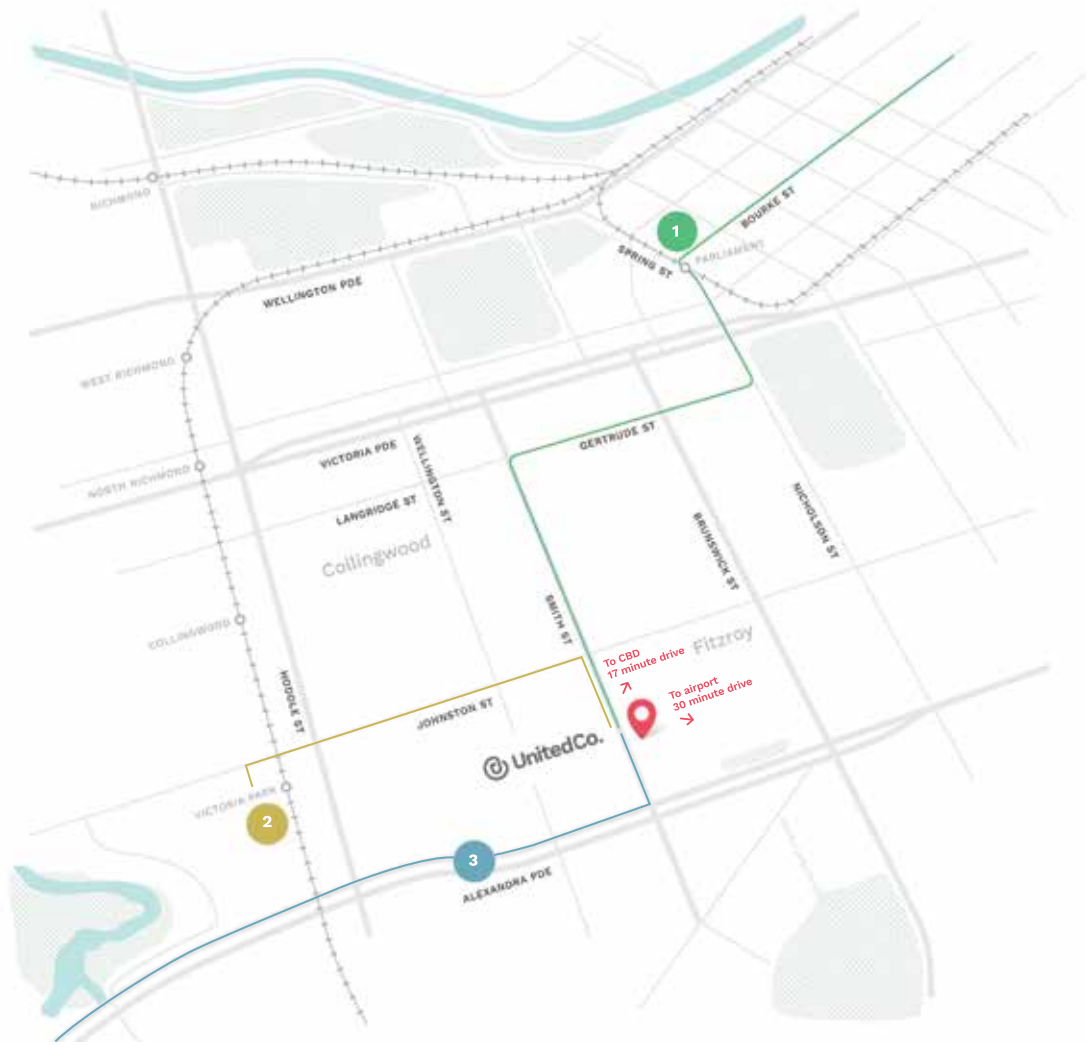 RICHMOND
1
BOURKE ST
SPRING ST
PARLIAMENT
WELLINGTON PDE
WEST RICHMOND
VICTORIA PDE
WELLINGTON ST
GERTRUDE ST
NORTH RICHMOND
LANGRIDGE ST
NICHOLSON ST
BRUNSWICK ST
Collingwood
COLLINGWOOD
SMITH ST
Fitzroy
To CBD
17 minute drive
To airport
30 minute drive
HODDLE ST
JOHNSTON ST
UnitedCo.
VICTORIA PARK
2
3
ALEXANDRA PDE